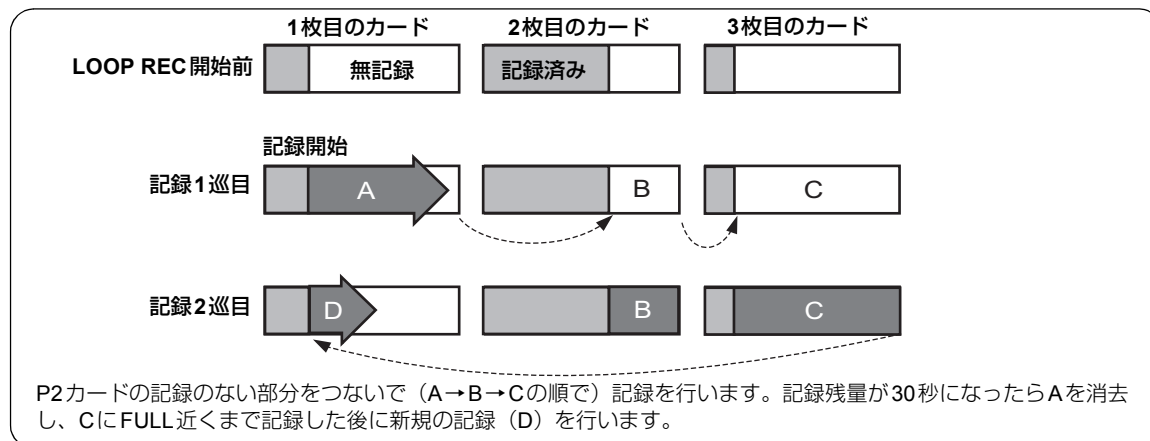 1枚目のカード 2枚目のカード 3枚目のカード
LOOP REC開始前 無記録 記録済み
記録開始
記録1巡目 A B C
記録2巡目 D B C
P2カードの記録のない部分をつないで（A→B→Cの順で）記録を行います。記録残量が30秒になったらAを消去
し、CにFULL近くまで記録した後に新規の記録（D）を行います。